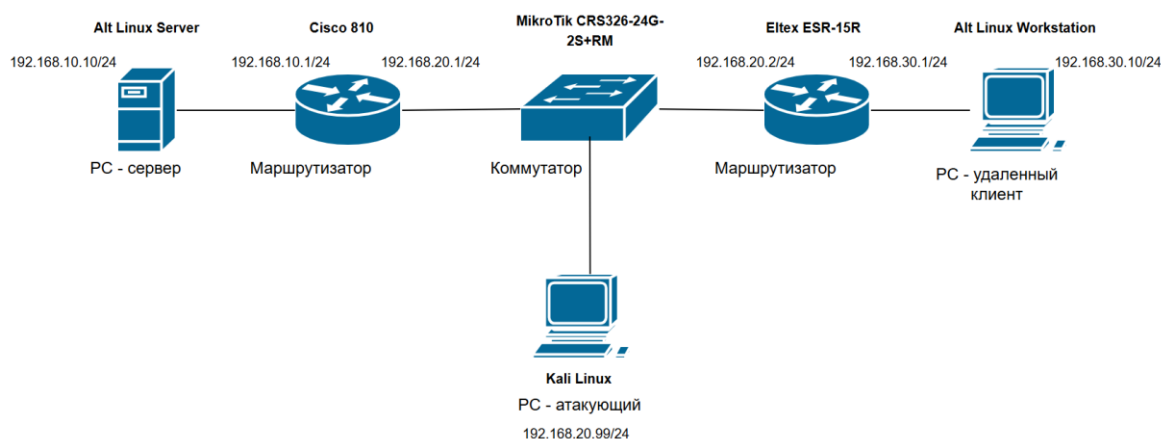 MikroTik CRS326-24G-
2S+RM
Alt Linux Server
Cisco 810
Eltex ESR-15R
Alt Linux Workstation
192.168.10.10/24
192.168.10.1/24
192.168.20.1/24
192.168.20.2/24
192.168.30.1/24
192.168.30.10/24
РС - сервер
Маршрутизатор
Коммутатор
Маршрутизатор
РС - удаленный
клиент
Kali Linux
РС - атакующий
192.168.20.99/24